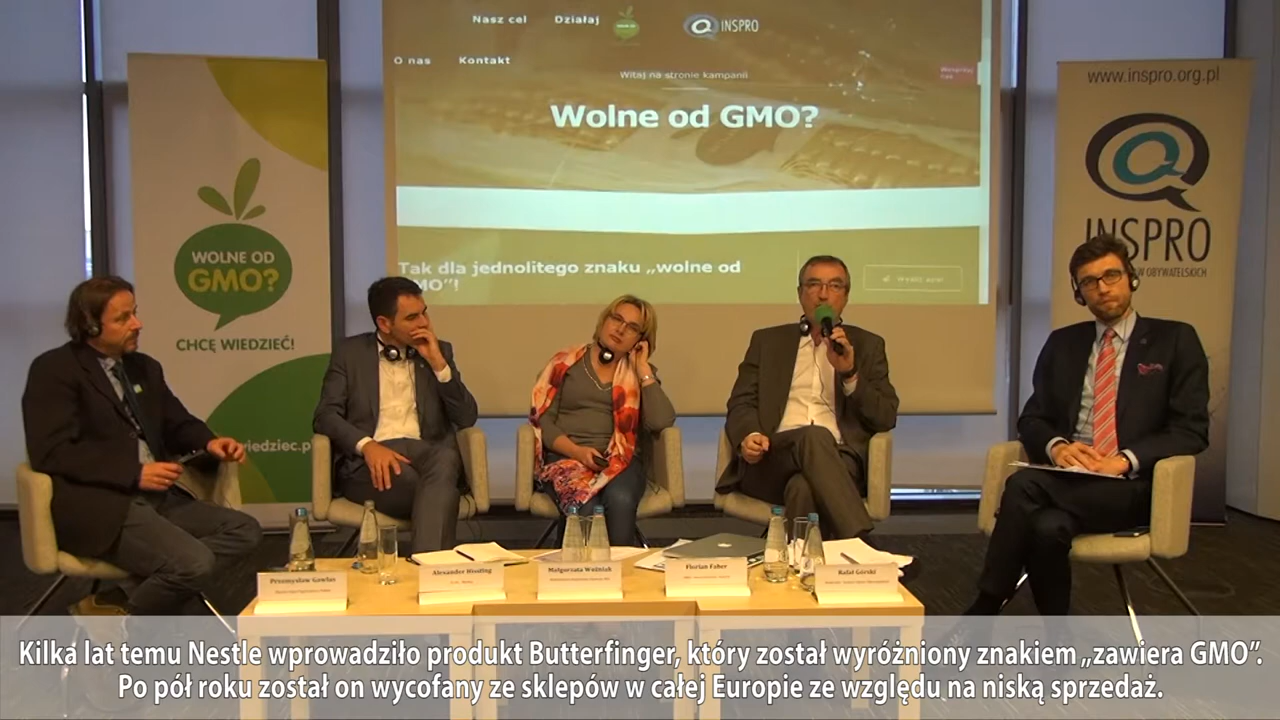 Nasz cel
Działaj
INSPRO
O nas
Kontakt
Witaj na stronie kampanii
Wolne od GMO?
Tak dla jednolitego znaku „wolne od
MO”!
WOLNE OD
GMO?
CHCĘ WIEDZIEĆ!
wiedziec.p
www.inspro.org.pl
INSPRO
W OBYWATELSKICH
Przemysław Gawlas
Alexander Hissting
Małgorzata Woźniak
Florian Faber
Rafał Górski
Kilka lat temu Nestle wprowadziło produkt Butterfinger, który został wyróżniony znakiem „zawiera GMO”.
Po pół roku został on wycofany ze sklepów w całej Europie ze względu na niską sprzedaż.